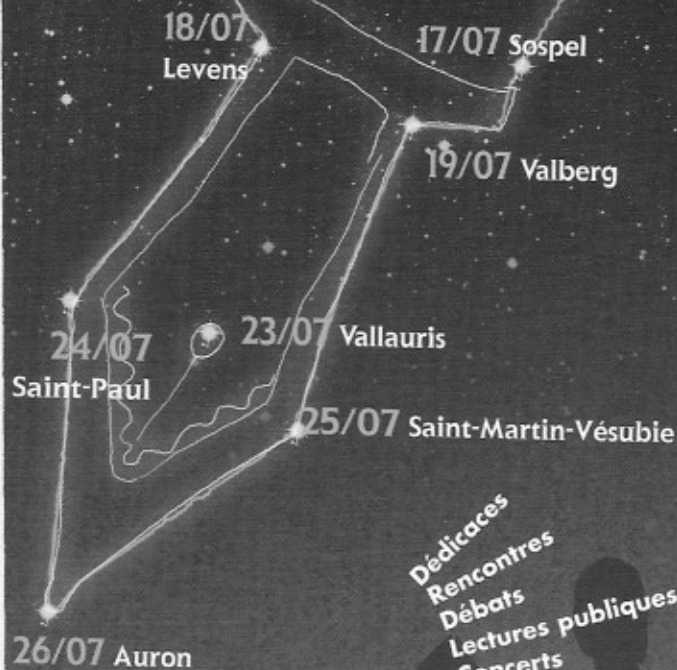 18/07
Levens
17/07 Sospel
19/07 Valberg
23/07 Vallauris
24/07
Saint-Paul
25/07 Saint-Martin-Vésubie
26/07 Auron
Dédicaces
Rencontres
Débats
Lectures publiques
Concerts